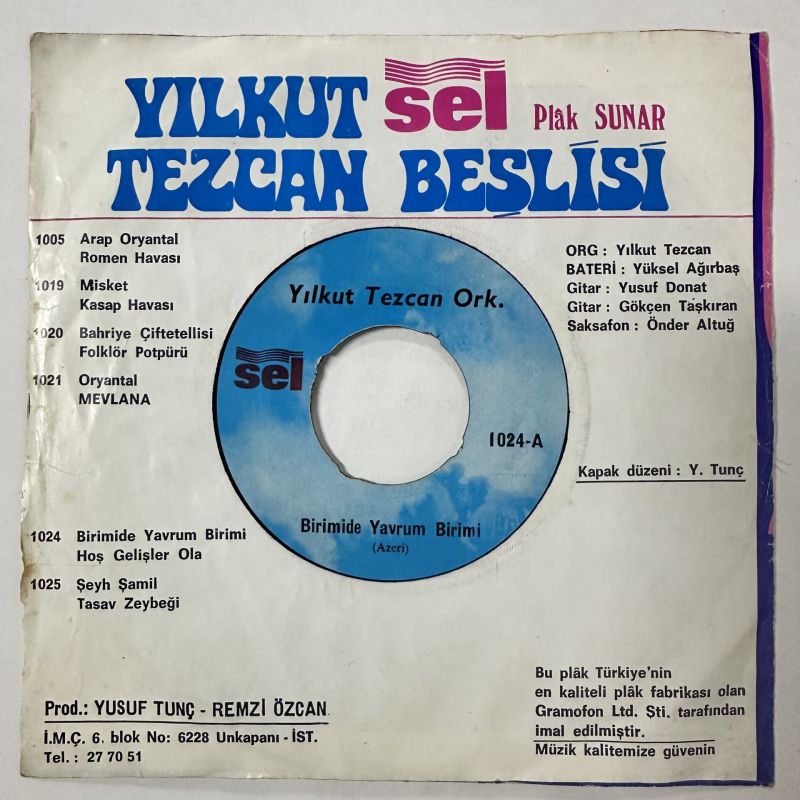 YILKUT sel Plâk SUNAR
TEZCAN BEŞLİSİ
1005 Arap Oryantal
Romen Havası
1019 Misket
Kasap Havası
1020 Bahriye Çiftetellisi
Folklör Potpürü
1021 Oryantal
MEVLANA
1024 Birimide Yavrum Birimi
Hoş Gelişler Ola
1025 Şeyh Şamil
Tasav Zeybeği
Yılkut Tezcan Ork.
sel
1024-A
Birimide Yavrum Birimi
(Azeri)
ORG : Yılkut Tezcan
BATERİ : Yüksel Ağırbaş
Gitar : Yusuf Donat
Gitar : Gökçen Taşkıran
Saksafon : Önder Altuğ
Kapak düzeni : Y. Tunç
Prod.: YUSUF TUNÇ - REMZİ ÖZCAN
İ.M.Ç. 6. blok No: 6228 Unkapanı - İST.
Tel. : 27 70 51
Bu plâk Türkiye'nin
en kaliteli plâk fabrikası olan
Gramofon Ltd. Şti. tarafından
imal edilmiştir.
Müzik kalitemize güvenin